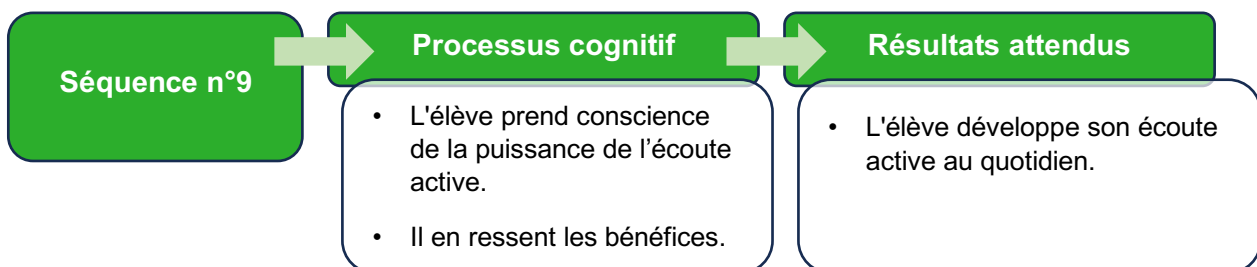 Séquence n°9
Processus cognitif
• L'élève prend conscience
de la puissance de l’écoute
active.
• Il en ressent les bénéfices.
Résultats attendus
• L'élève développe son écoute
active au quotidien.